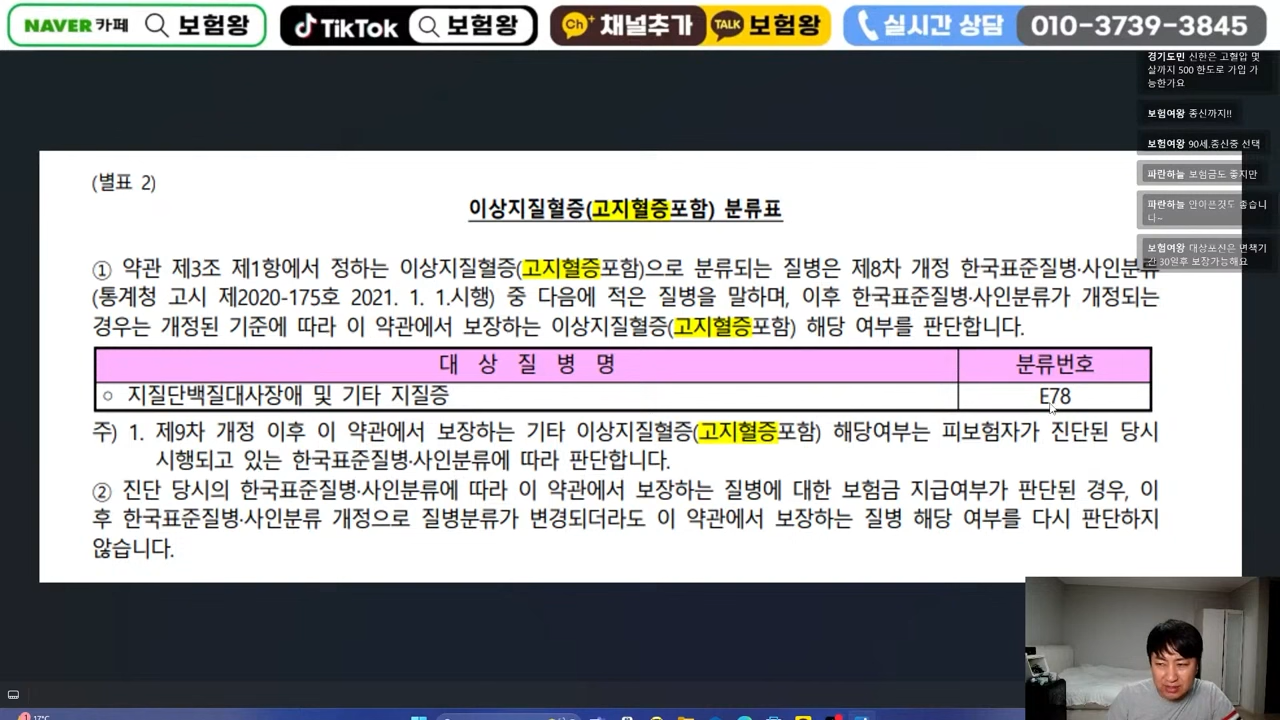 NAVER 카페 보험왕 TikTok 보험왕 Ch+ 채널추가 TALK 보험왕 실시간 상담 010-3739-3845
경기도민 신한은 고혈압 몇
살까지 500 한도로 가입 가
능한가요
보험여왕 종신까지!!
보험여왕 90세,종신중 선택
파란하늘 보험금도 좋지만
파란하늘 안아픈것도 좋습니
니~
보험여왕 대상포진은 면책기
간 30일후 보장가능해요
(별표 2)
이상지질혈증(고지혈증포함) 분류표
① 약관 제3조 제1항에서 정하는 이상지질혈증(고지혈증포함)으로 분류되는 질병은 제8차 개정 한국표준질병·사인분류
(통계청 고시 제2020-175호 2021. 1. 1.시행) 중 다음에 적은 질병을 말하며, 이후 한국표준질병·사인분류가 개정되는
경우는 개정된 기준에 따라 이 약관에서 보장하는 이상지질혈증(고지혈증포함) 해당 여부를 판단합니다.
대 상 질 병 명 분류번호
○ 지질단백질대사장애 및 기타 지질증 E78
주) 1. 제9차 개정 이후 이 약관에서 보장하는 기타 이상지질혈증(고지혈증포함) 해당여부는 피보험자가 진단된 당시
시행되고 있는 한국표준질병·사인분류에 따라 판단합니다.
② 진단 당시의 한국표준질병·사인분류에 따라 이 약관에서 보장하는 질병에 대한 보험금 지급여부가 판단된 경우, 이
후 한국표준질병·사인분류 개정으로 질병분류가 변경되더라도 이 약관에서 보장하는 질병 해당 여부를 다시 판단하지
않습니다.
17°C